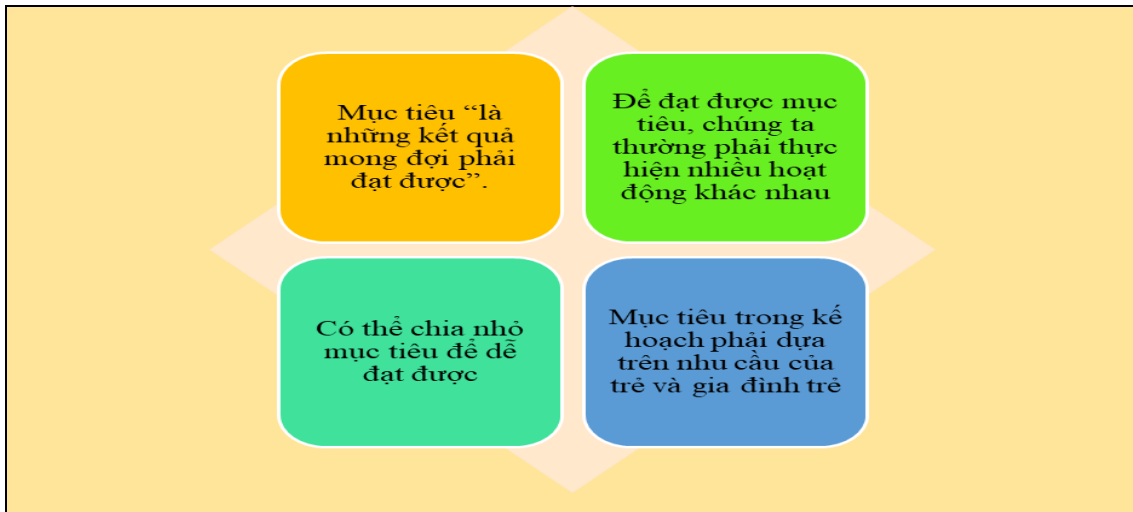 Mục tiêu “là
những kết quả
mong đợi phải
đạt được”.
Để đạt được mục
tiêu, chúng ta
thường phải thực
hiện nhiều hoạt
động khác nhau
Có thể chia nhỏ
mục tiêu để dễ
đạt được
Mục tiêu trong kế
hoạch phải dựa
trên nhu cầu của
trẻ và gia đình trẻ